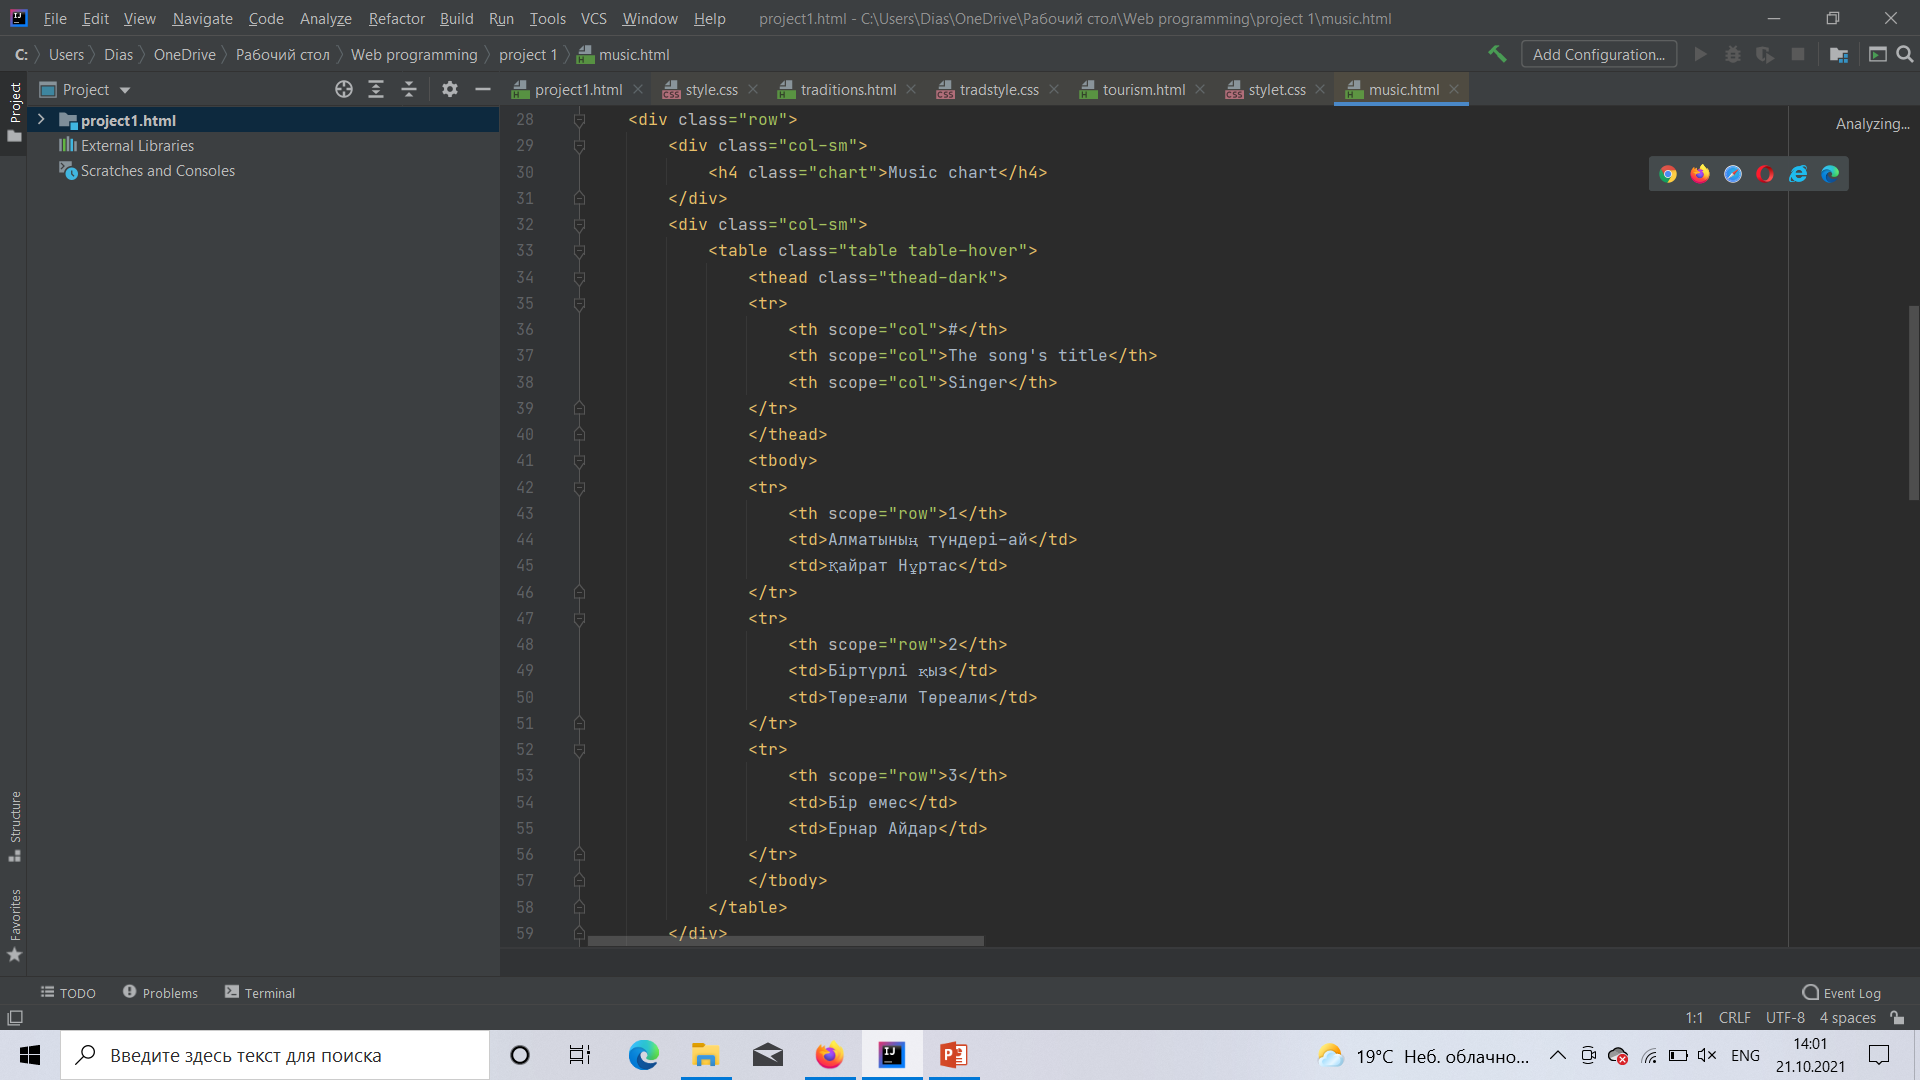 File Edit View Navigate Code Analyze Refactor Build Run Tools VCS Window Help project1.html - C:\Users\Dias\OneDrive\Рабочий стол\Web programming\project 1\music.html
C: Users Dias OneDrive Рабочий стол Web programming project 1 music.html Add Configuration...
Project Project project1.html style.css traditions.html tradstyle.css tourism.html stylet.css music.html
project1.html
External Libraries
Scratches and Consoles
Analyzing...
28 <div class="row">
29 <div class="col-sm">
30 <h4 class="chart">Music chart</h4>
31 </div>
32 <div class="col-sm">
33 <table class="table table-hover">
34 <thead class="thead-dark">
35 <tr>
36 <th scope="col">#</th>
37 <th scope="col">The song's title</th>
38 <th scope="col">Singer</th>
39 </tr>
40 </thead>
41 <tbody>
42 <tr>
43 <th scope="row">1</th>
44 <td>Алматының түндері-ай</td>
45 <td>Қайрат Нұртас</td>
46 </tr>
47 <tr>
48 <th scope="row">2</th>
49 <td>Біртүрлі қыз</td>
50 <td>Төреғали Төреали</td>
51 </tr>
52 <tr>
53 <th scope="row">3</th>
54 <td>Бір емес</td>
55 <td>Ернар Айдар</td>
56 </tr>
57 </tbody>
58 </table>
59 </div>
Structure
Favorites
TODO Problems Terminal Event Log
1:1 CRLF UTF-8 4 spaces
Введите здесь текст для поиска 19°C Неб. облачно... ENG 14:01
21.10.2021